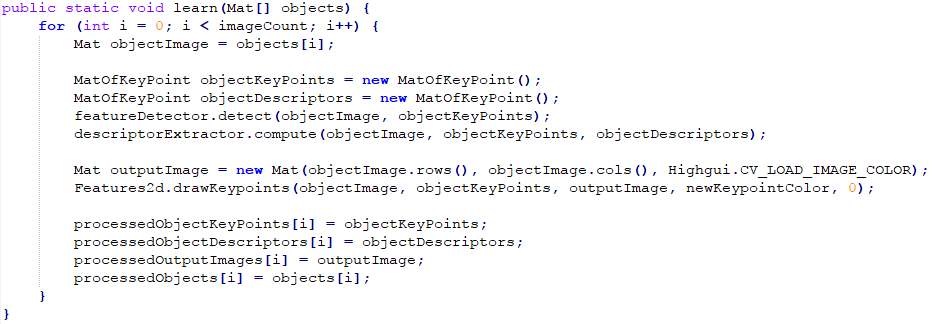 public static void learn(Mat[] objects) {
    for (int i = 0; i < imageCount; i++) {
        Mat objectImage = objects[i];

        MatOfKeyPoint objectKeyPoints = new MatOfKeyPoint();
        MatOfKeyPoint objectDescriptors = new MatOfKeyPoint();
        featureDetector.detect(objectImage, objectKeyPoints);
        descriptorExtractor.compute(objectImage, objectKeyPoints, objectDescriptors);

        Mat outputImage = new Mat(objectImage.rows(), objectImage.cols(), Highgui.CV_LOAD_IMAGE_COLOR);
        Features2d.drawKeypoints(objectImage, objectKeyPoints, outputImage, newKeypointColor, 0);

        processedObjectKeyPoints[i] = objectKeyPoints;
        processedObjectDescriptors[i] = objectDescriptors;
        processedOutputImages[i] = outputImage;
        processedObjects[i] = objects[i];
    }
}